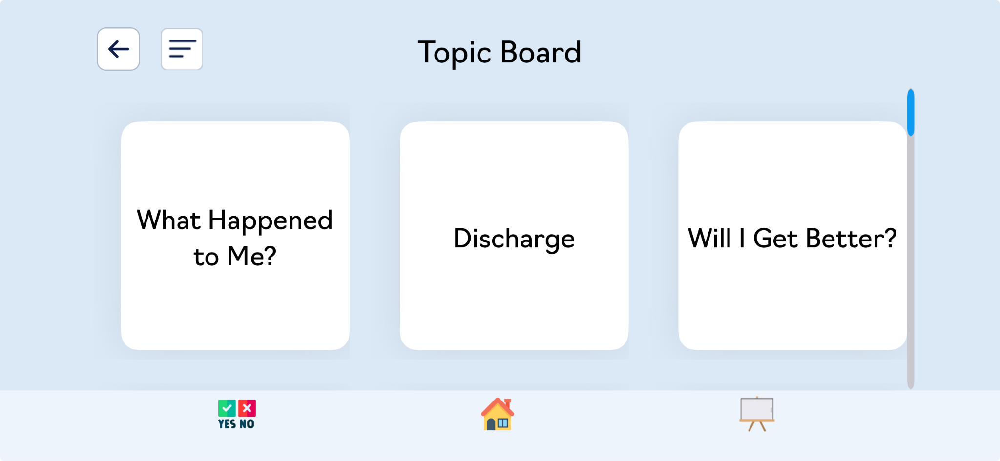 Topic Board
What Happened
to Me?
Discharge
Will I Get Better?
YES NO